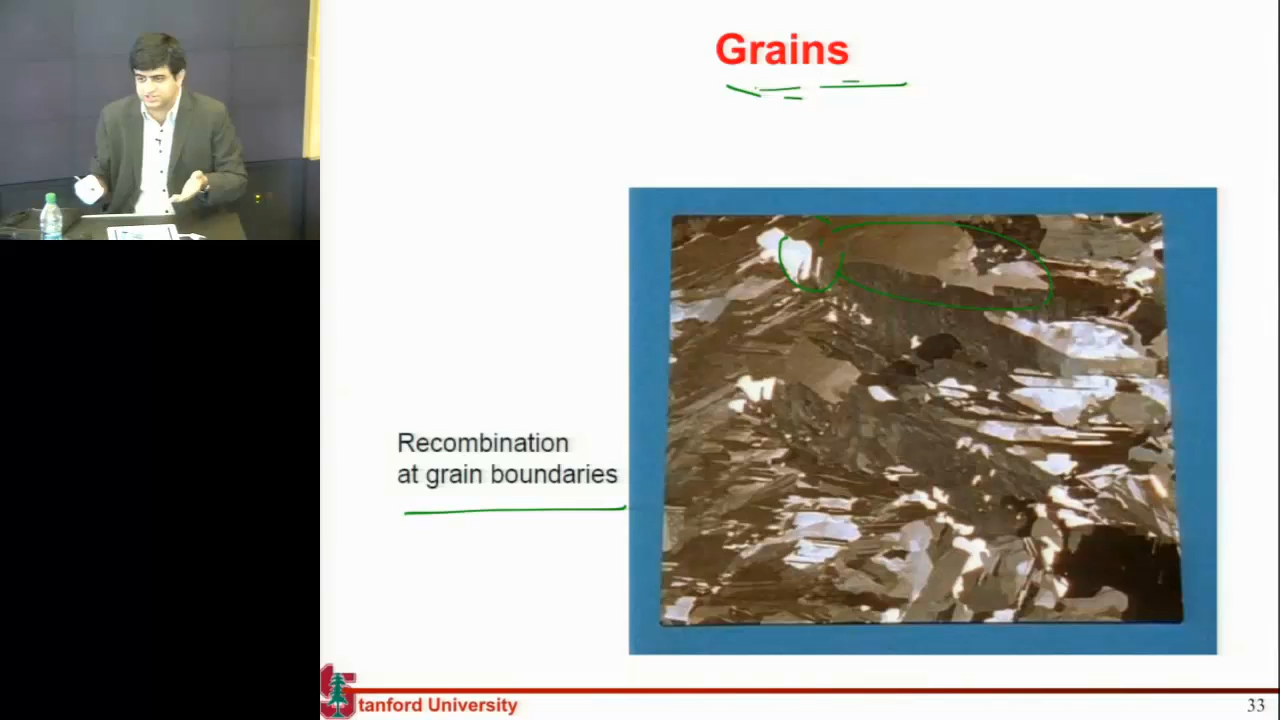 Grains
Recombination
at grain boundaries
Stanford University
33